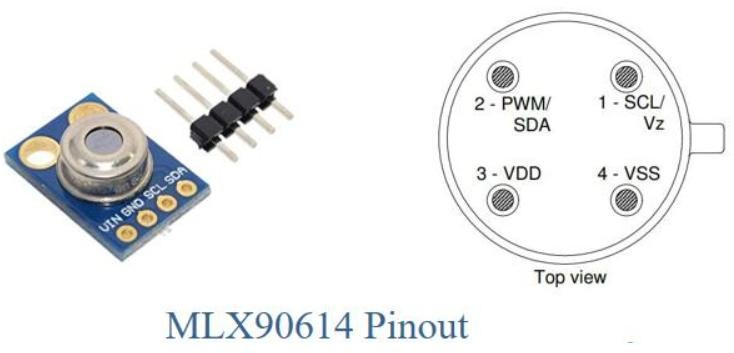 VIN GND SCL SDA
2 - PWM/
SDA
1 - SCL/
Vz
3 - VDD
4 - VSS
Top view
MLX90614 Pinout